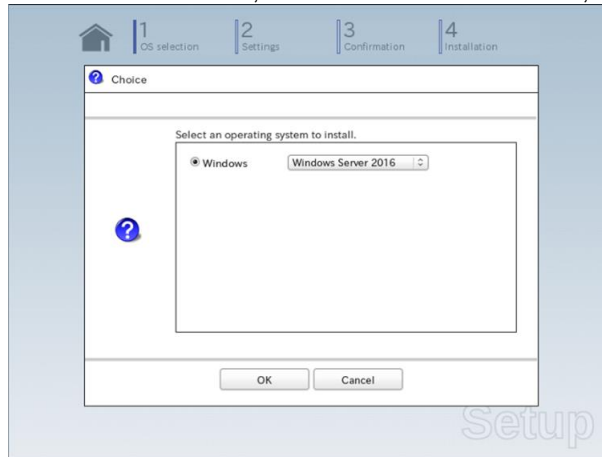 1
OS selection
2
Settings
3
Confirmation
4
Installation
Choice
Select an operating system to install.
Windows
Windows Server 2016
OK
Cancel
Setup